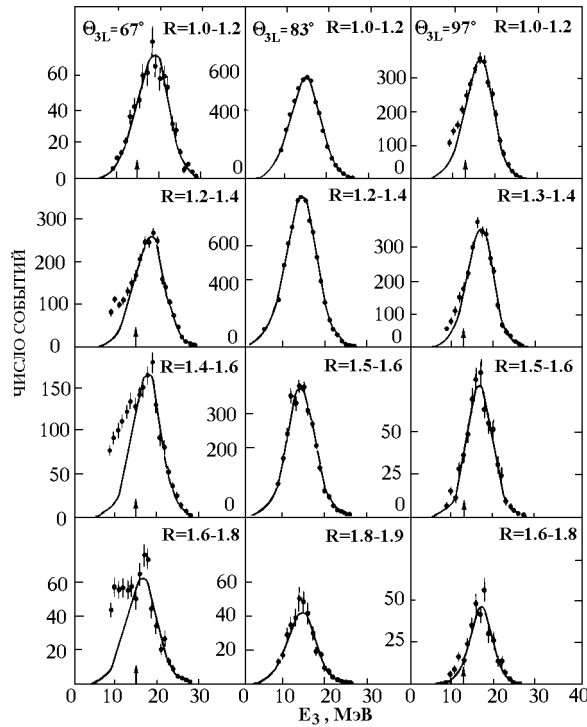 Θ3L=67° R=1.0-1.2 Θ3L=83° R=1.0-1.2 Θ3L=97° R=1.0-1.2
60 40 20 0
600 400 0
300 200 100 0
R=1.2-1.4 R=1.2-1.4 R=1.3-1.4
300 200 100 0
600 400 0
300 200 100 0
R=1.4-1.6 R=1.5-1.6 R=1.5-1.6
150 100 50 0
300 200 0
50 25 0
R=1.6-1.8 R=1.8-1.9 R=1.6-1.8
60 40 20 0
60 40 20
50 25
0 10 20 30 0 10 20 30 0 10 20 30 40
ЧИСЛО СОБЫТИЙ
E3 , МэВ